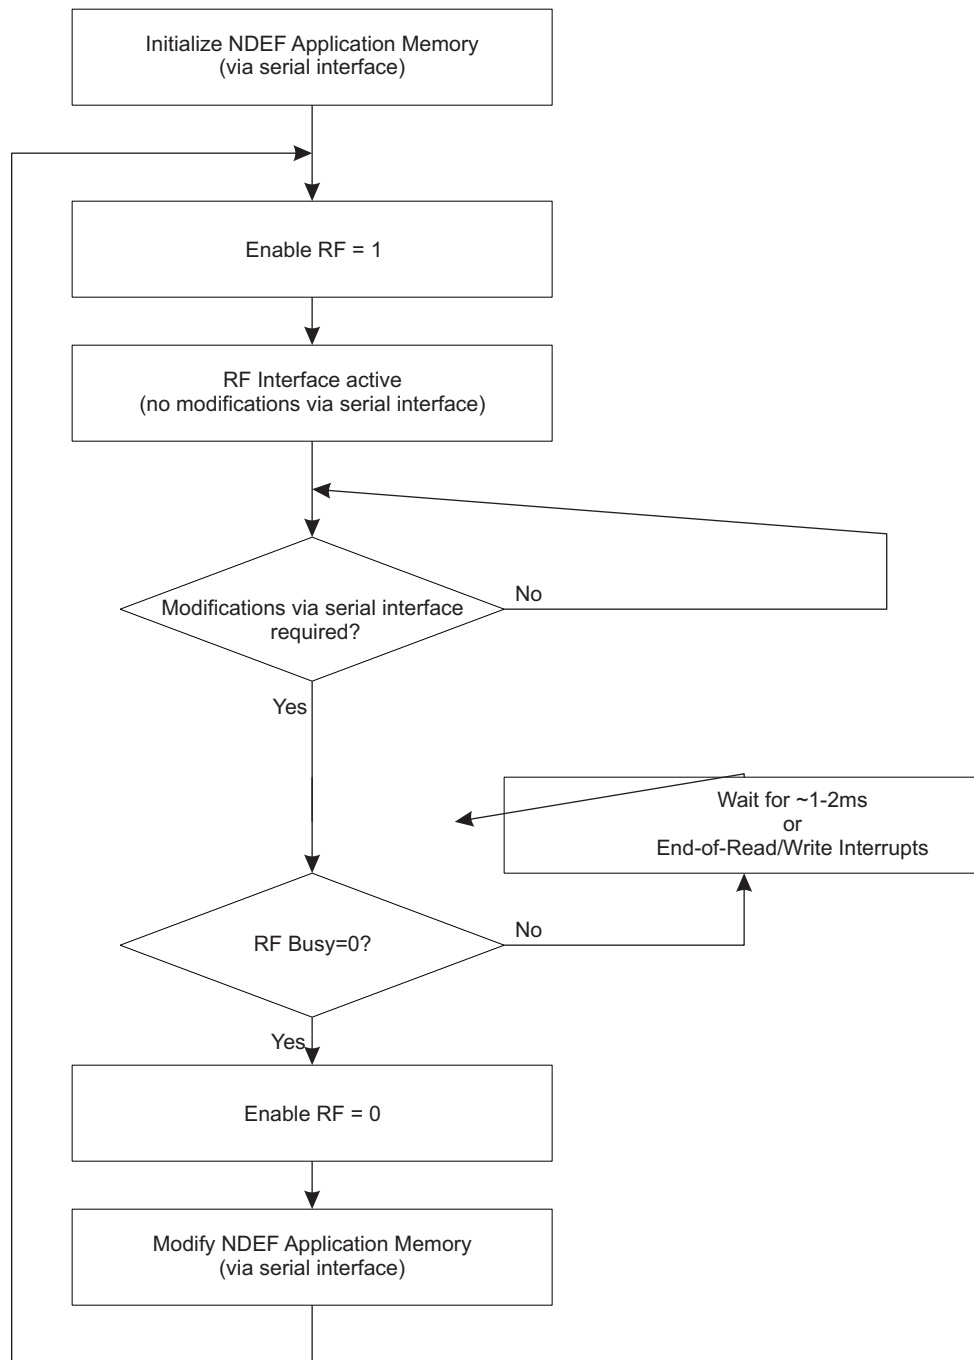 Initialize NDEF Application Memory
(via serial interface)
Enable RF = 1
RF Interface active
(no modifications via serial interface)
Modifications via serial interface
required?
No
Yes
Wait for ~1-2ms
or
End-of-Read/Write Interrupts
RF Busy=0?
No
Yes
Enable RF = 0
Modify NDEF Application Memory
(via serial interface)